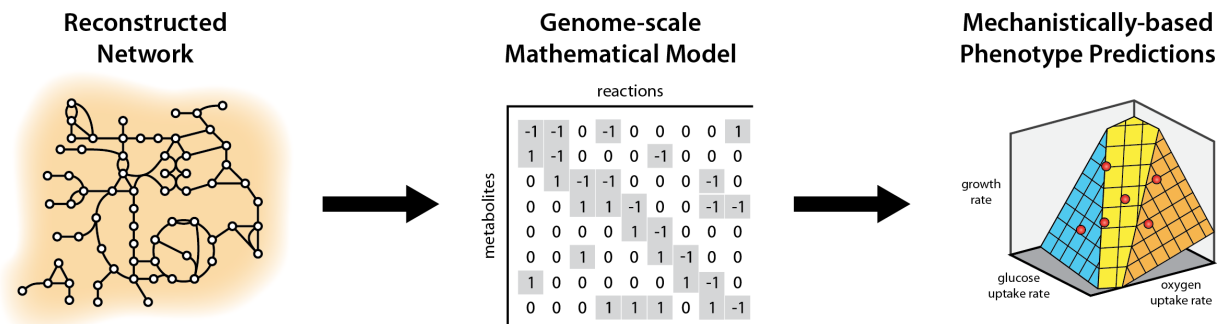 Reconstructed
Network
Genome-scale
Mathematical Model
Mechanistically-based
Phenotype Predictions
reactions
metabolites
-1 -1 0 -1 0 0 0 0 1
1 -1 0 0 0 -1 0 0 0
0 1 -1 -1 0 0 0 -1 0
0 0 1 1 -1 0 0 -1 -1
0 0 0 0 1 -1 0 0 0
0 0 1 0 0 1 -1 0 0
1 0 0 0 0 0 1 -1 0
0 0 0 1 1 1 0 1 -1
growth
rate
glucose
uptake rate
oxygen
uptake rate